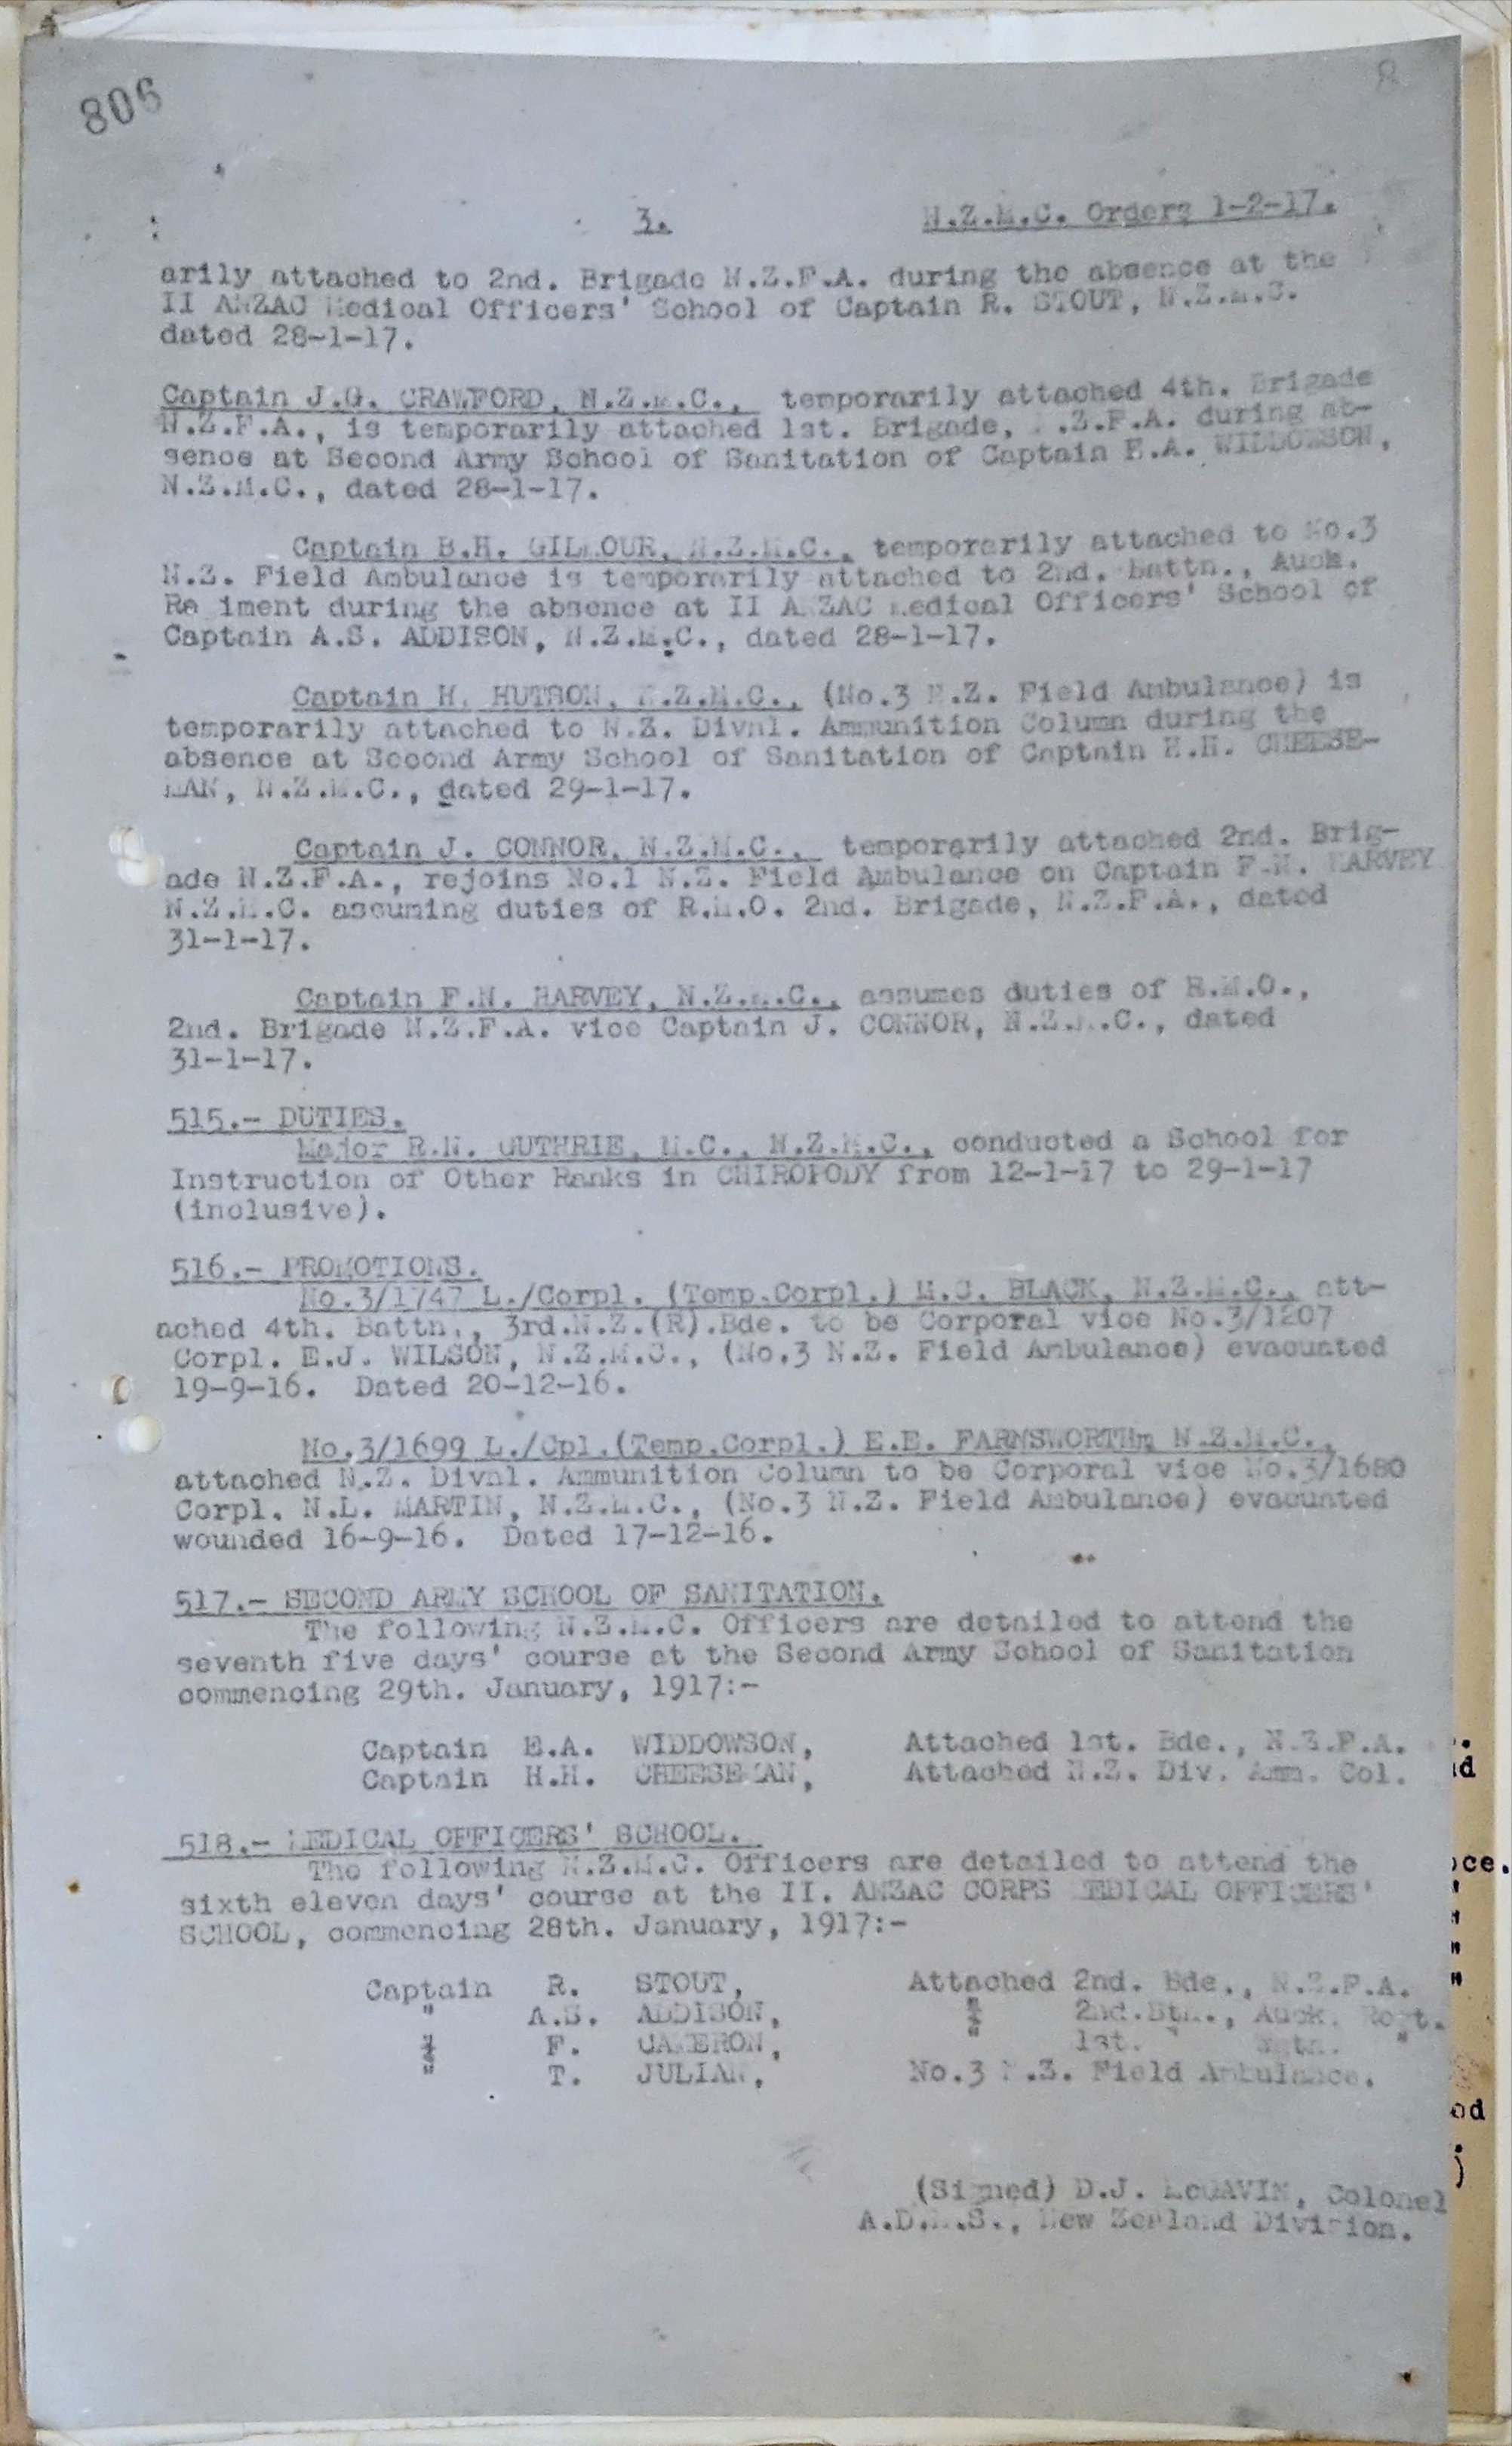 806
8
3. N.Z.M.C. Orders 1-2-17.
arily attached to 2nd. Brigade N.Z.F.A. during the absence at the
II ANZAC Medical Officers' School of Captain R. STOUT, N.Z.M.C.
dated 28-1-17.
Captain J.G. CRAWFORD, N.Z.M.C., temporarily attached 4th. Brigade
N.Z.F.A., is temporarily attached 1st. Brigade, .Z.F.A. during ab-
sence at Second Army School of Sanitation of Captain E.A. WIDDOWSON,
N.Z.M.C., dated 28-1-17.
Captain B.H. GILMOUR, N.Z.M.C., temporarily attached to No.3
N.Z. Field Ambulance is temporarily attached to 2nd. Battn., Auck.
Re iment during the absence at II ANZAC Medical Officers' School of
Captain A.S. ADDISON, N.Z.M.C., dated 28-1-17.
Captain H. HUTSON, N.Z.M.C., (No.3 N.Z. Field Ambulance) is
temporarily attached to N.Z. Divnl. Ammunition Column during the
absence at Second Army School of Sanitation of Captain H.H. CHEESE-
MAN, N.Z.M.C., dated 29-1-17.
Captain J. CONNOR, N.Z.M.C., temporarily attached 2nd. Brig-
ade N.Z.F.A., rejoins No.1 N.Z. Field Ambulance on Captain F.N. HARVEY
N.Z.M.C. assuming duties of R.M.O. 2nd. Brigade, N.Z.F.A., dated
31-1-17.
Captain F.N. HARVEY, N.Z.M.C., assumes duties of R.M.O.,
2nd. Brigade N.Z.F.A. vice Captain J. CONNOR, N.Z.M.C., dated
31-1-17.
515.- DUTIES.
Major R.N. GUTHRIE, M.C., N.Z.M.C., conducted a School for
Instruction of Other Ranks in CHIROPODY from 12-1-17 to 29-1-17
(inclusive).
516.- PROMOTIONS.
No.3/1747 L./Corpl. (Temp.Corpl.) M.C. BLACK, N.Z.M.C., att-
ached 4th. Battn., 3rd.N.Z.(R).Bde. to be Corporal vice No.3/1207
Corpl. E.J. WILSON, N.Z.M.C., (No.3 N.Z. Field Ambulance) evacuated
19-9-16. Dated 20-12-16.
No.3/1699 L./Cpl.(Temp.Corpl.) E.E. FARNSWORTHm N.Z.M.C.,
attached N.Z. Divnl. Ammunition Column to be Corporal vice No.3/1680
Corpl. N.L. MARTIN, N.Z.M.C., (No.3 N.Z. Field Ambulance) evacuated
wounded 16-9-16. Dated 17-12-16.
517.- SECOND ARMY SCHOOL OF SANITATION.
The following N.Z.M.C. Officers are detailed to attend the
seventh five days' course at the Second Army School of Sanitation
commencing 29th. January, 1917:-
Captain E.A. WIDDOWSON, Attached 1st. Bde., N.Z.F.A.
Captain H.H. CHEESEMAN, Attached N.Z. Div. Amm. Col.
518.- MEDICAL OFFICERS' SCHOOL.
The following N.Z.M.C. Officers are detailed to attend the
sixth eleven days' course at the II. ANZAC CORPS MEDICAL OFFICERS'
SCHOOL, commencing 28th. January, 1917:-
Captain R. STOUT, Attached 2nd. Bde., N.Z.F.A.
" A.S. ADDISON, " 2nd.Btn., Auck. Regt.
" F. CAMERON, " 1st. " "
" T. JULIAN, No.3 N.Z. Field Ambulance.
(Signed) D.J. McGAVIN, Colonel
A.D.M.S., New Zealand Division.